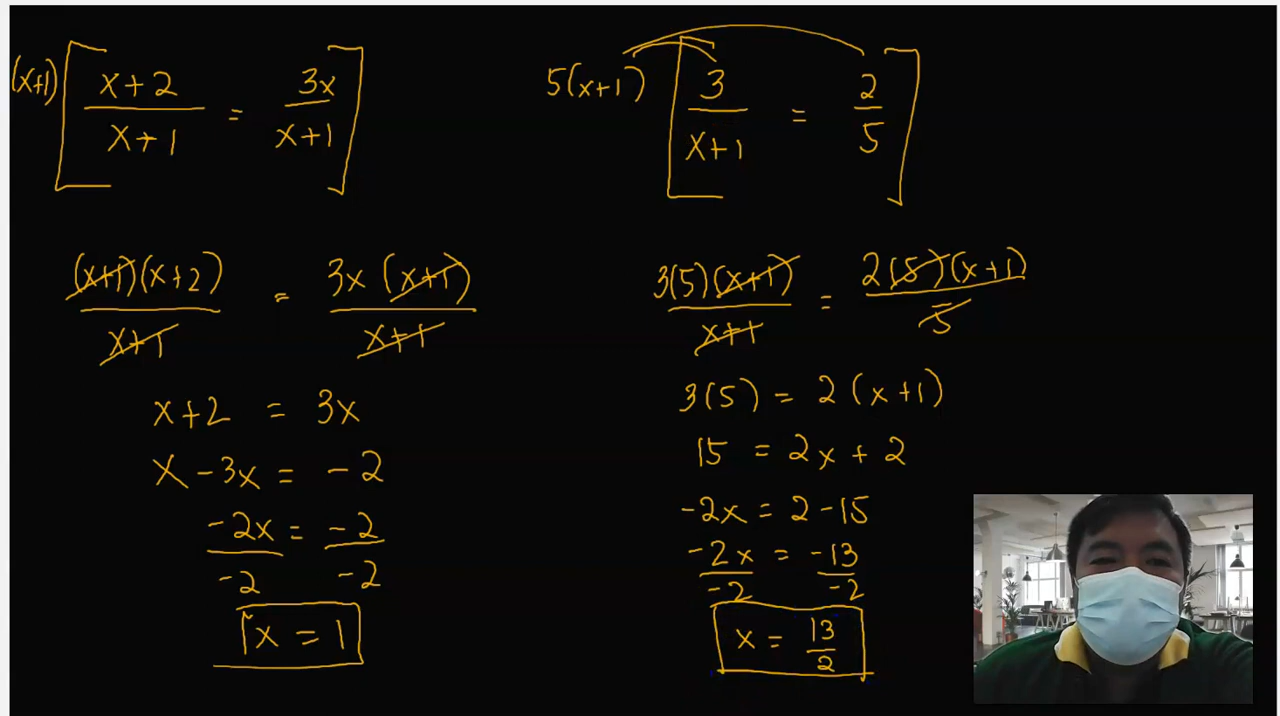 (x+1) [ (x+2)/(x+1) = 3x/(x+1) ]
(x+1)(x+2)/(x+1) = 3x(x+1)/(x+1)
x+2 = 3x
x - 3x = -2
-2x/-2 = -2/-2
x = 1
5(x+1) [ 3/(x+1) = 2/5 ]
3(5)(x+1)/(x+1) = 2(5)(x+1)/5
3(5) = 2(x+1)
15 = 2x + 2
-2x = 2 - 15
-2x/-2 = -13/-2
x = 13/2